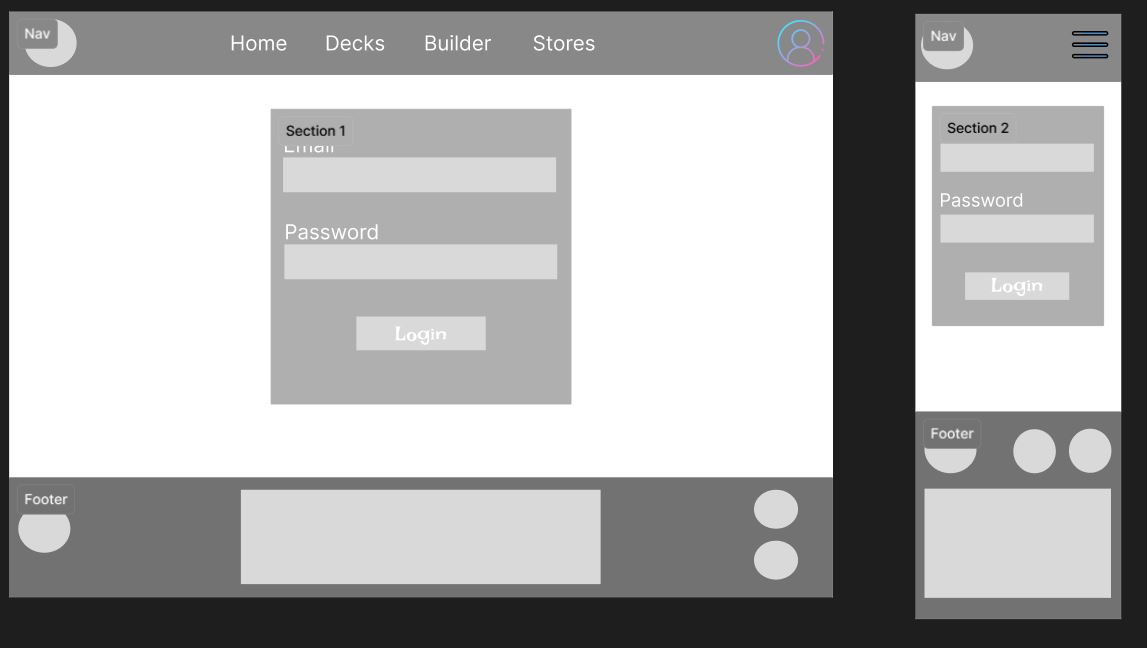 Nav
Home Decks Builder Stores
Section 1
Email
Password
Login
Footer
Nav
Section 2
Password
Login
Footer